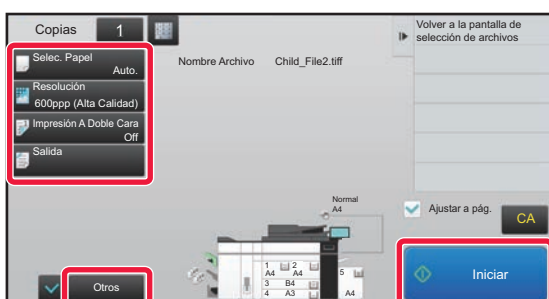 Copias
1
Selec. Papel
Auto.
Resolución
600ppp (Alta Calidad)
Impresión A Doble Cara
Off
Salida
Otros
Nombre Archivo Child_File2.tiff
Normal
A4
1 2
A4 A4
3 B4
4 A3
5
A4
Volver a la pantalla de
selección de archivos
Ajustar a pág.
CA
Iniciar